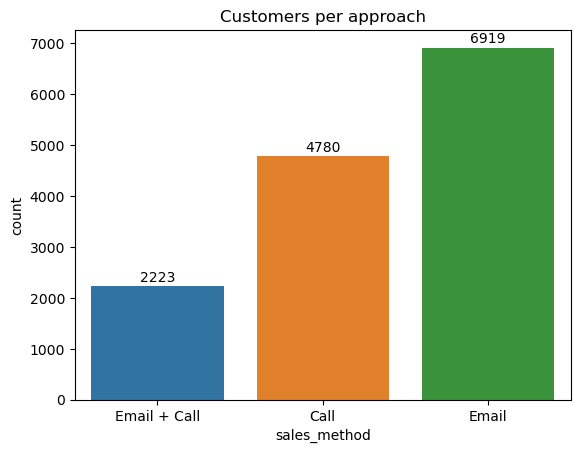 Customers per approach
6919
7000
6000
4780
5000
4000
count
3000
2223
2000
1000
0
Email + Call
Call
Email
sales_method